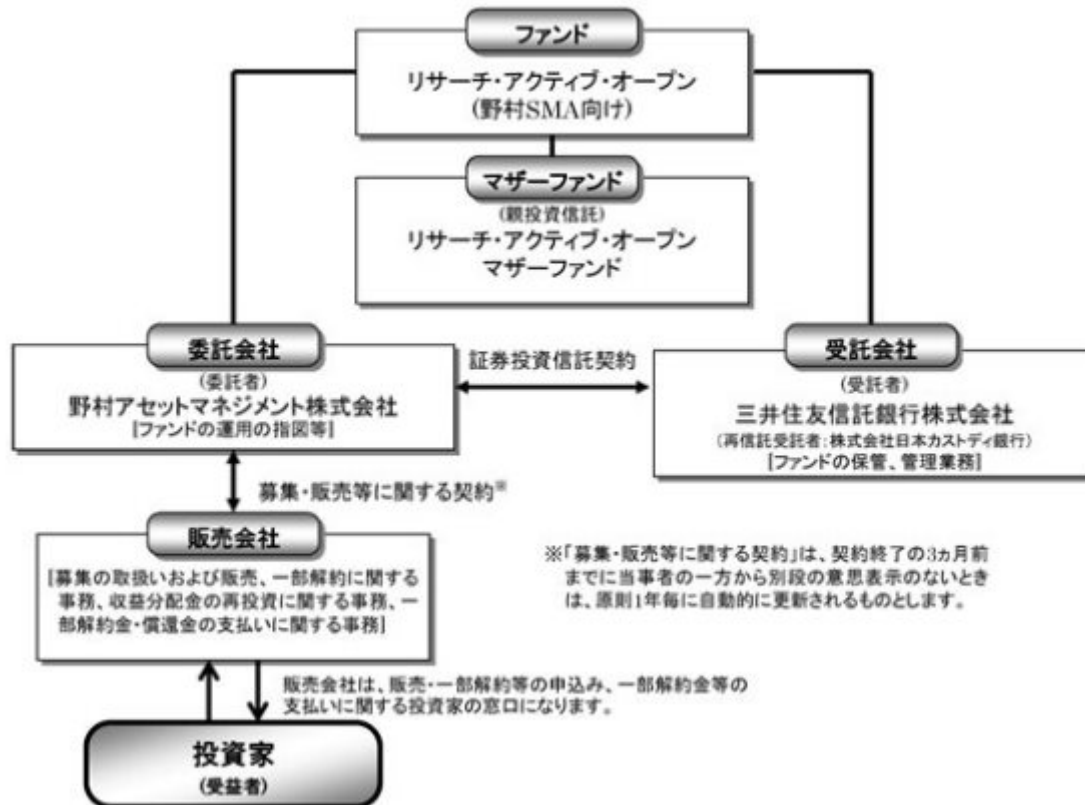 ファンド
リサーチ・アクティブ・オープン
(野村SMA向け)
マザーファンド
(親投資信託)
リサーチ・アクティブ・オープン
マザーファンド
委託会社
(委託者)
野村アセットマネジメント株式会社
[ファンドの運用の指図等]
証券投資信託契約
受託会社
(受託者)
三井住友信託銀行株式会社
(再信託受託者:株式会社日本カストディ銀行)
[ファンドの保管、管理業務]
募集・販売等に関する契約※
販売会社
[募集の取扱いおよび販売、一部解約に関する
事務、収益分配金の再投資に関する事務、一
部解約金・償還金の支払いに関する事務]
※「募集・販売等に関する契約」は、契約終了の3ヵ月前
までに当事者の一方から別段の意思表示のないとき
は、原則1年毎に自動的に更新されるものとします。
販売会社は、販売・一部解約等の申込み、一部解約金等の
支払いに関する投資家の窓口になります。
投資家
(受益者)